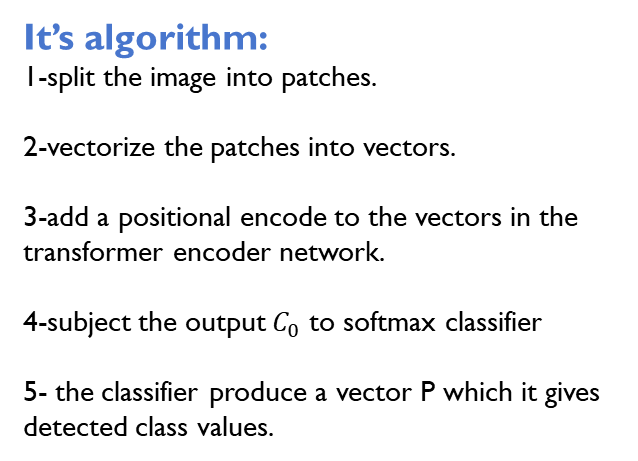 It's algorithm:
1-split the image into patches.
2-vectorize the patches into vectors.
3-add a positional encode to the vectors in the
transformer encoder network.
4-subject the output C₀ to softmax classifier
5- the classifier produce a vector P which it gives
detected class values.